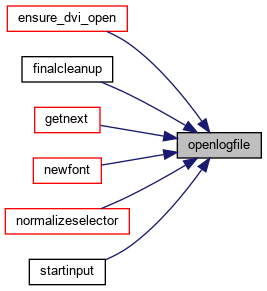 ensure_dvi_open
finalcleanup
getnext
openlogfile
newfont
normalizeselector
startinput